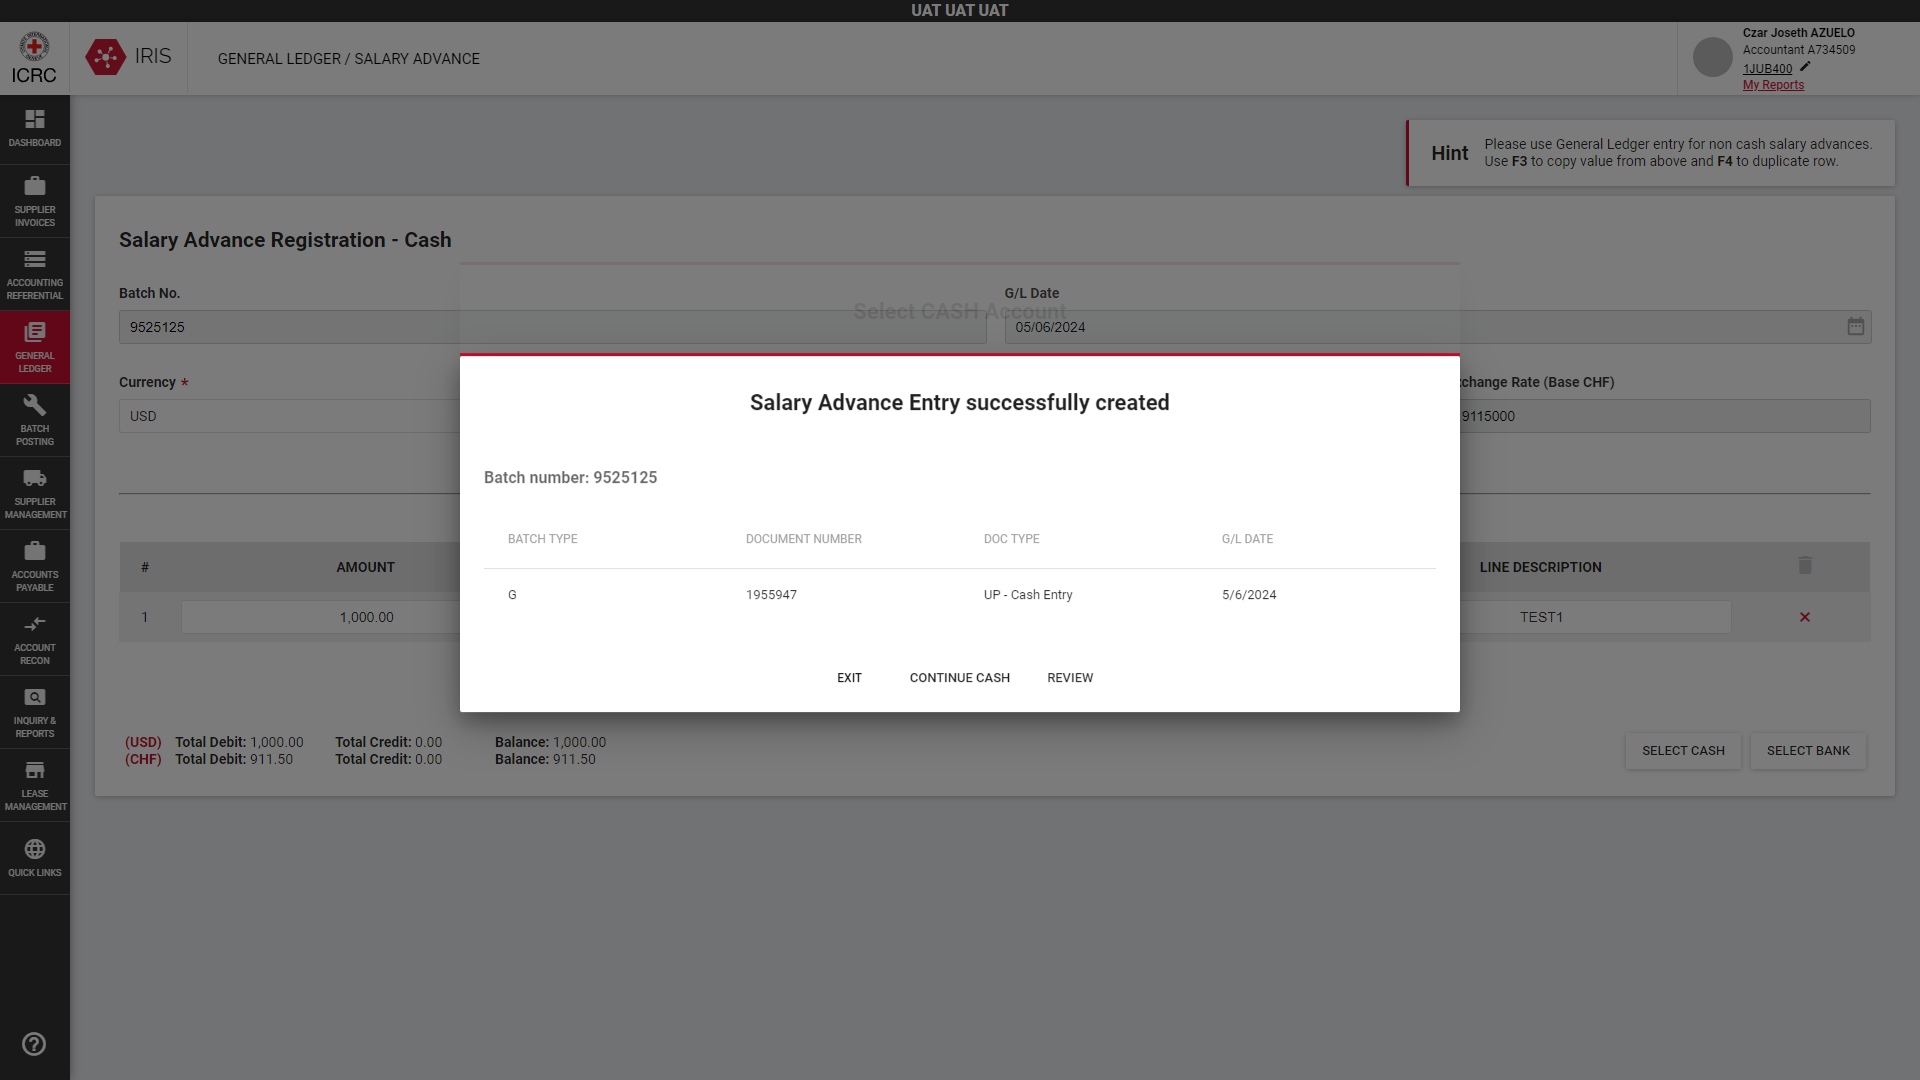 UAT UAT UAT
ICRC
IRIS
GENERAL LEDGER / SALARY ADVANCE
Czar Joseth AZUELO
Accountant A734509
1JUB400
My Reports
DASHBOARD
SUPPLIER
INVOICES
ACCOUNTING
REFERENTIAL
GENERAL
LEDGER
BATCH
POSTING
SUPPLIER
MANAGEMENT
ACCOUNTS
PAYABLE
ACCOUNT
RECON
INQUIRY &
REPORTS
LEASE
MANAGEMENT
QUICK LINKS
Hint
Please use General Ledger entry for non cash salary advances.
Use F3 to copy value from above and F4 to duplicate row.
Salary Advance Registration - Cash
Batch No.
G/L Date
Select CASH Account
9525125
05/06/2024
Currency *
change Rate (Base CHF)
USD
9115000
Salary Advance Entry successfully created
Batch number: 9525125
BATCH TYPE DOCUMENT NUMBER DOC TYPE G/L DATE
G 1955947 UP - Cash Entry 5/6/2024
EXIT CONTINUE CASH REVIEW
# AMOUNT LINE DESCRIPTION
1 1,000.00 TEST1
(USD) Total Debit: 1,000.00 Total Credit: 0.00 Balance: 1,000.00
(CHF) Total Debit: 911.50 Total Credit: 0.00 Balance: 911.50
SELECT CASH SELECT BANK